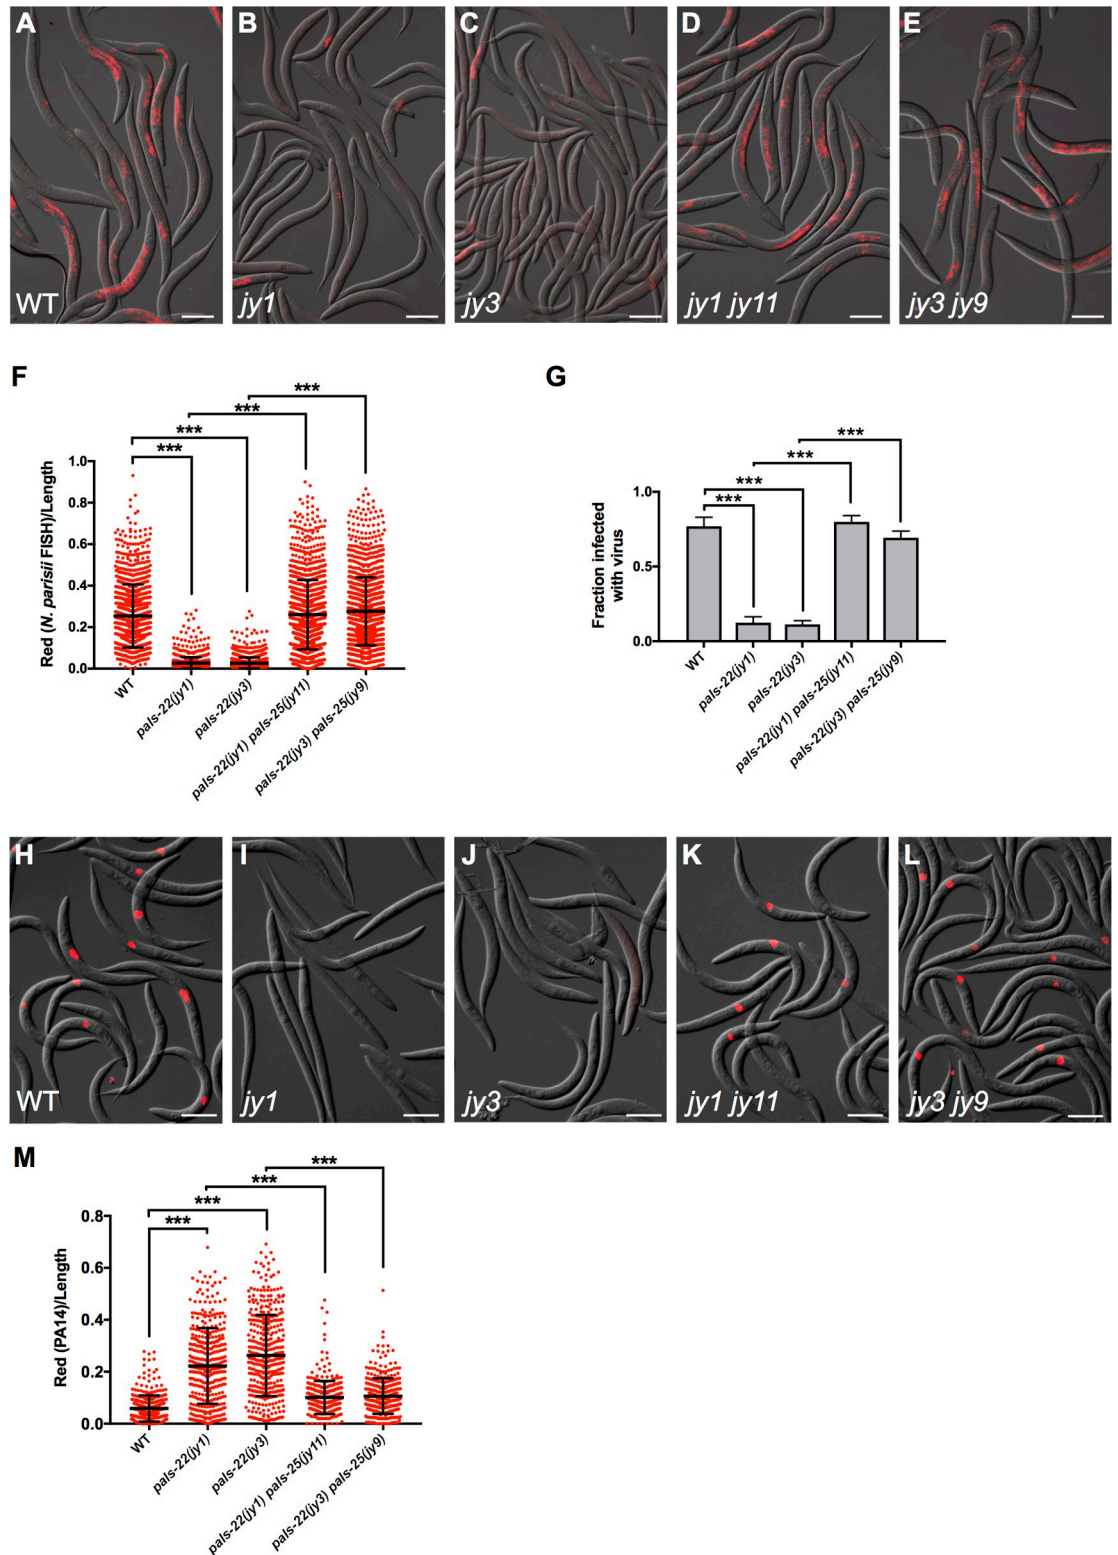 A
B
C
D
E
WT
jy1
jy3
jy1 jy11
jy3 jy9
F
G
***
***
***
***
Red (N. parisii FISH)/Length
1.0
0.8
0.6
0.4
0.2
0.0
WT
pals-22(jy1)
pals-22(jy3)
pals-22(jy1) pals-25(jy11)
pals-22(jy3) pals-25(jy9)
***
***
***
***
Fraction infected
with virus
1.0
0.5
0.0
WT
pals-22(jy1)
pals-22(jy3)
pals-22(jy1) pals-25(jy11)
pals-22(jy3) pals-25(jy9)
H
I
J
K
L
WT
jy1
jy3
jy1 jy11
jy3 jy9
M
***
***
***
***
Red (PA14)/Length
0.8
0.6
0.4
0.2
0.0
WT
pals-22(jy1)
pals-22(jy3)
pals-22(jy1) pals-25(jy11)
pals-22(jy3) pals-25(jy9)